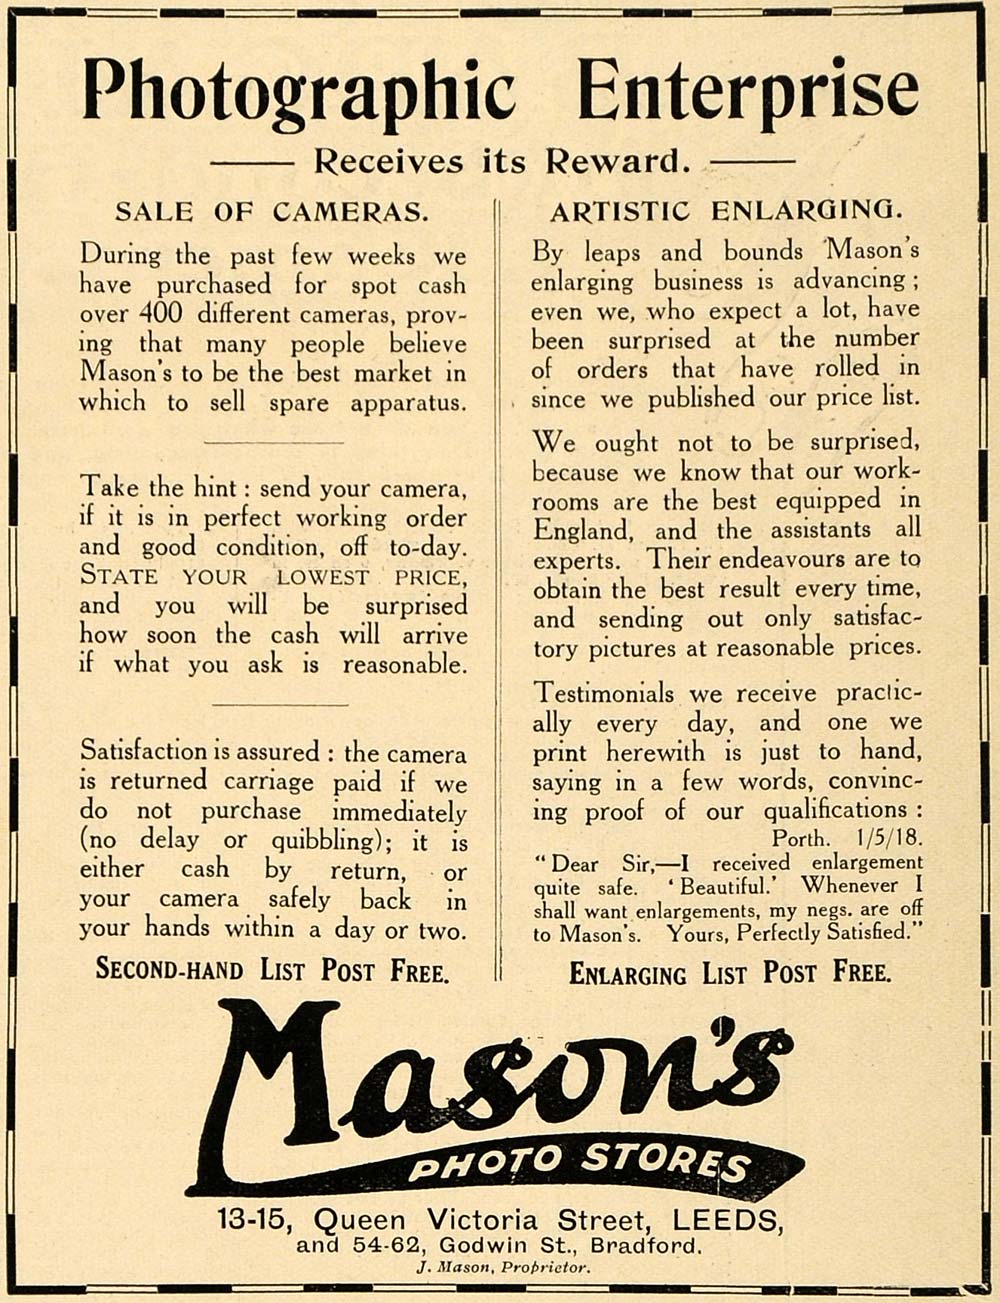 Photographic Enterprise
Receives its Reward.
SALE OF CAMERAS.
During the past few weeks we
have purchased for spot cash
over 400 different cameras, prov-
ing that many people believe
Mason's to be the best market in
which to sell spare apparatus.
Take the hint : send your camera,
if it is in perfect working order
and good condition, off to-day.
STATE YOUR LOWEST PRICE,
and you will be surprised
how soon the cash will arrive
if what you ask is reasonable.
Satisfaction is assured : the camera
is returned carriage paid if we
do not purchase immediately
(no delay or quibbling); it is
either cash by return, or
your camera safely back in
your hands within a day or two.
SECOND-HAND LIST POST FREE.
ARTISTIC ENLARGING.
By leaps and bounds Mason's
enlarging business is advancing ;
even we, who expect a lot, have
been surprised at the number
of orders that have rolled in
since we published our price list.
We ought not to be surprised,
because we know that our work-
rooms are the best equipped in
England, and the assistants all
experts. Their endeavours are to
obtain the best result every time,
and sending out only satisfac-
tory pictures at reasonable prices.
Testimonials we receive practic-
ally every day, and one we
print herewith is just to hand,
saying in a few words, convinc-
ing proof of our qualifications :
Porth. 1/5/18.
"Dear Sir,—I received enlargement
quite safe. 'Beautiful.' Whenever I
shall want enlargements, my negs. are off
to Mason's. Yours, Perfectly Satisfied."
ENLARGING LIST POST FREE.
Mason's
PHOTO STORES
13-15, Queen Victoria Street, LEEDS,
and 54-62, Godwin St., Bradford.
J. Mason, Proprietor.